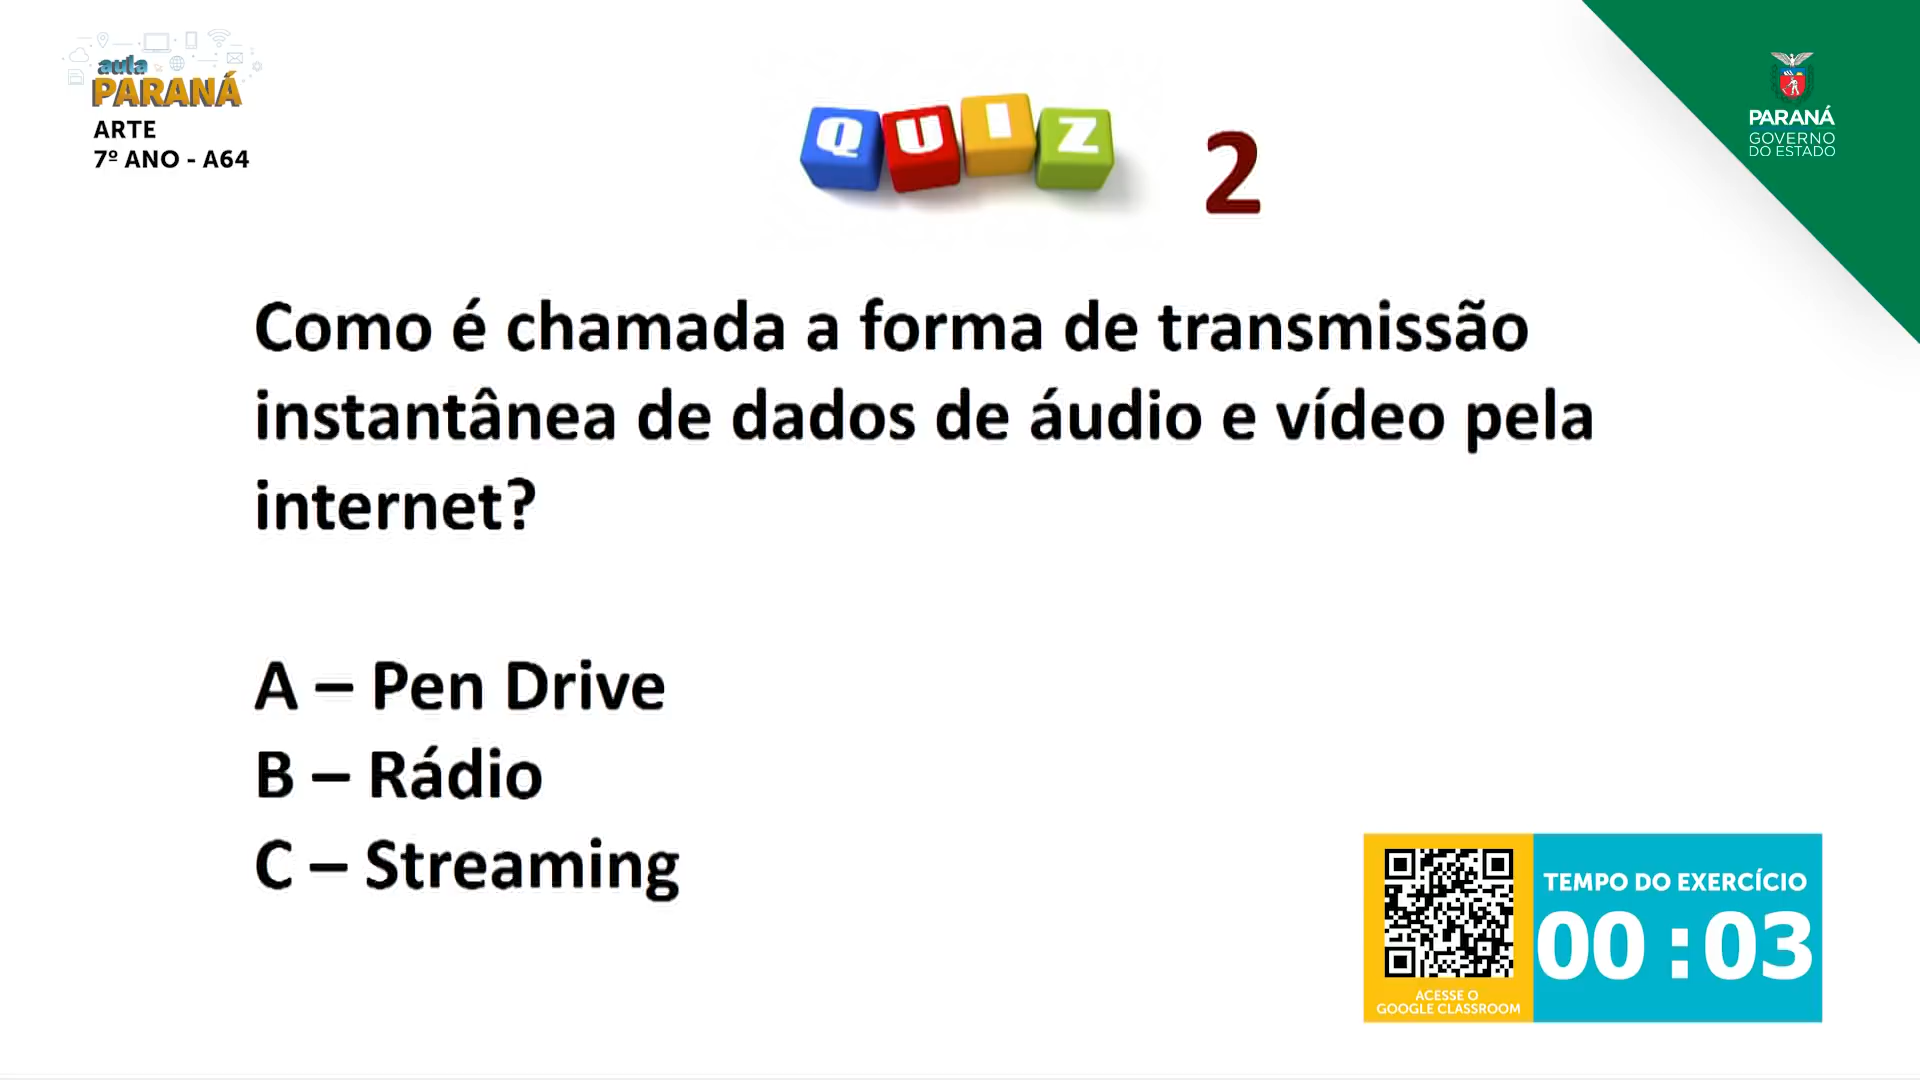 aula
PARANÁ
ARTE
7º ANO - A64
QUIZ 2
PARANÁ
GOVERNO
DO ESTADO
Como é chamada a forma de transmissão
instantânea de dados de áudio e vídeo pela
internet?
A – Pen Drive
B – Rádio
C – Streaming
TEMPO DO EXERCÍCIO
00:03
ACESSE O
GOOGLE CLASSROOM